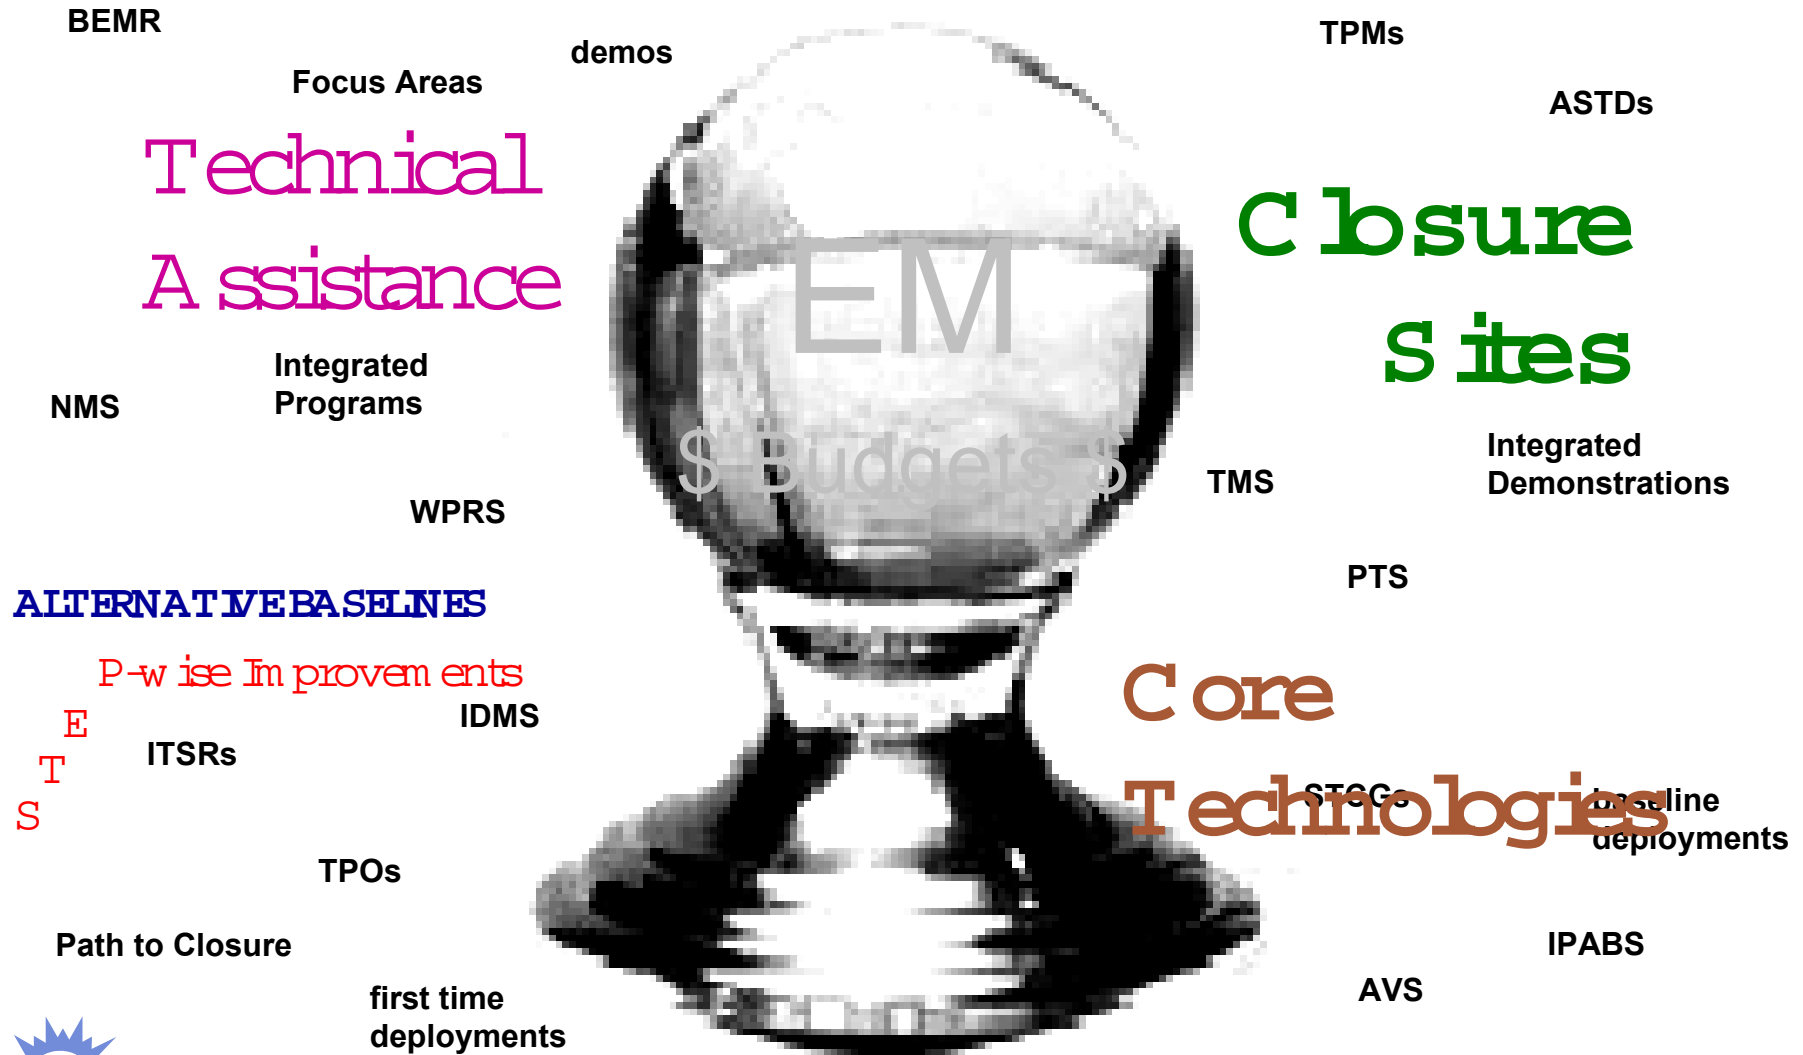 BEMR
demos
TPMs
Focus Areas
ASTDs
Technical
Assistance
EM
Closure
Sites
Integrated
Programs
NMS
$ Budgets $
TMS
Integrated
Demonstrations
WPRS
PTS
ALTERNATIVE BASELINES
P-wise Improvements
E
T
S
IDMS
ITSRs
Core
Technologies
STCGs
baseline
deployments
TPOs
Path to Closure
IPABS
AVS
first time
deployments